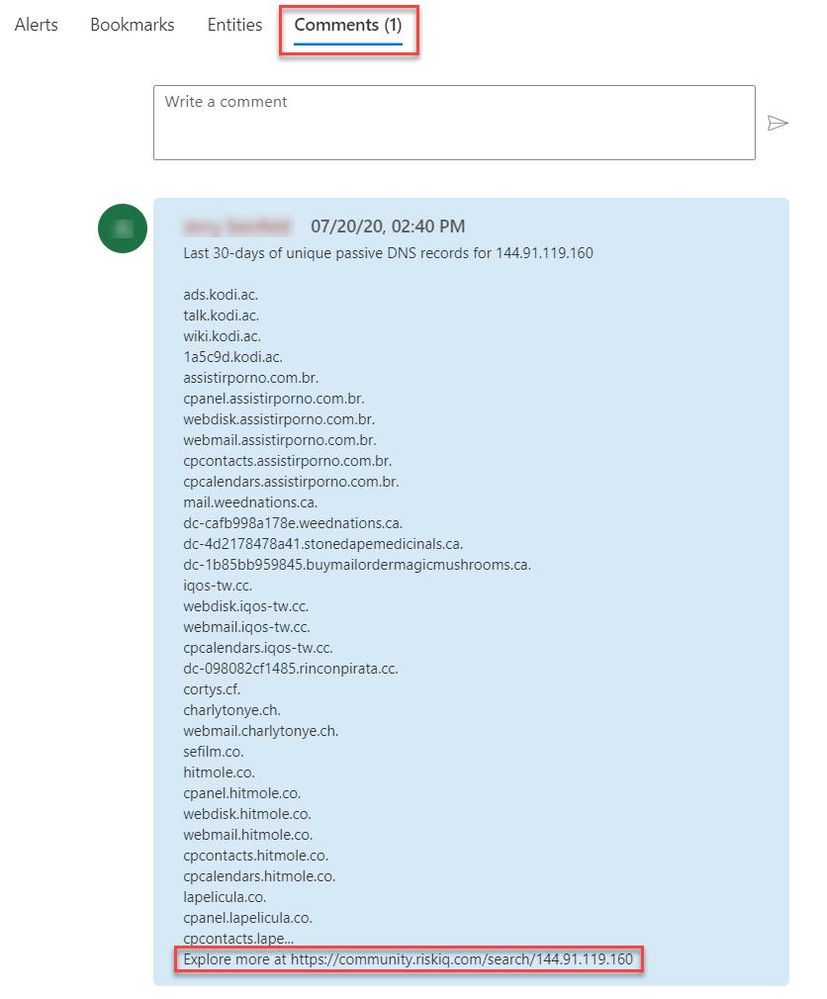 Alerts Bookmarks Entities Comments (1)
Write a comment
07/20/20, 02:40 PM
Last 30-days of unique passive DNS records for 144.91.119.160
ads.kodi.ac.
talk.kodi.ac.
wiki.kodi.ac.
1a5c9d.kodi.ac.
assistirporno.com.br.
cpanel.assistirporno.com.br.
webdisk.assistirporno.com.br.
webmail.assistirporno.com.br.
cpcontacts.assistirporno.com.br.
cpcalendars.assistirporno.com.br.
mail.weednations.ca.
dc-cafb998a178e.weednations.ca.
dc-4d2178478a41.stonedapemedicinals.ca.
dc-1b85bb959845.buymailordermagicmushrooms.ca.
iqos-tw.cc.
webdisk.iqos-tw.cc.
webmail.iqos-tw.cc.
cpcalendars.iqos-tw.cc.
dc-098082cf1485.rinconpirata.cc.
cortys.cf.
charlytonye.ch.
webmail.charlytonye.ch.
sefilm.co.
hitmole.co.
cpanel.hitmole.co.
webdisk.hitmole.co.
webmail.hitmole.co.
cpcontacts.hitmole.co.
cpcalendars.hitmole.co.
lapelicula.co.
cpanel.lapelicula.co.
cpcontacts.lape...
Explore more at https://community.riskiq.com/search/144.91.119.160